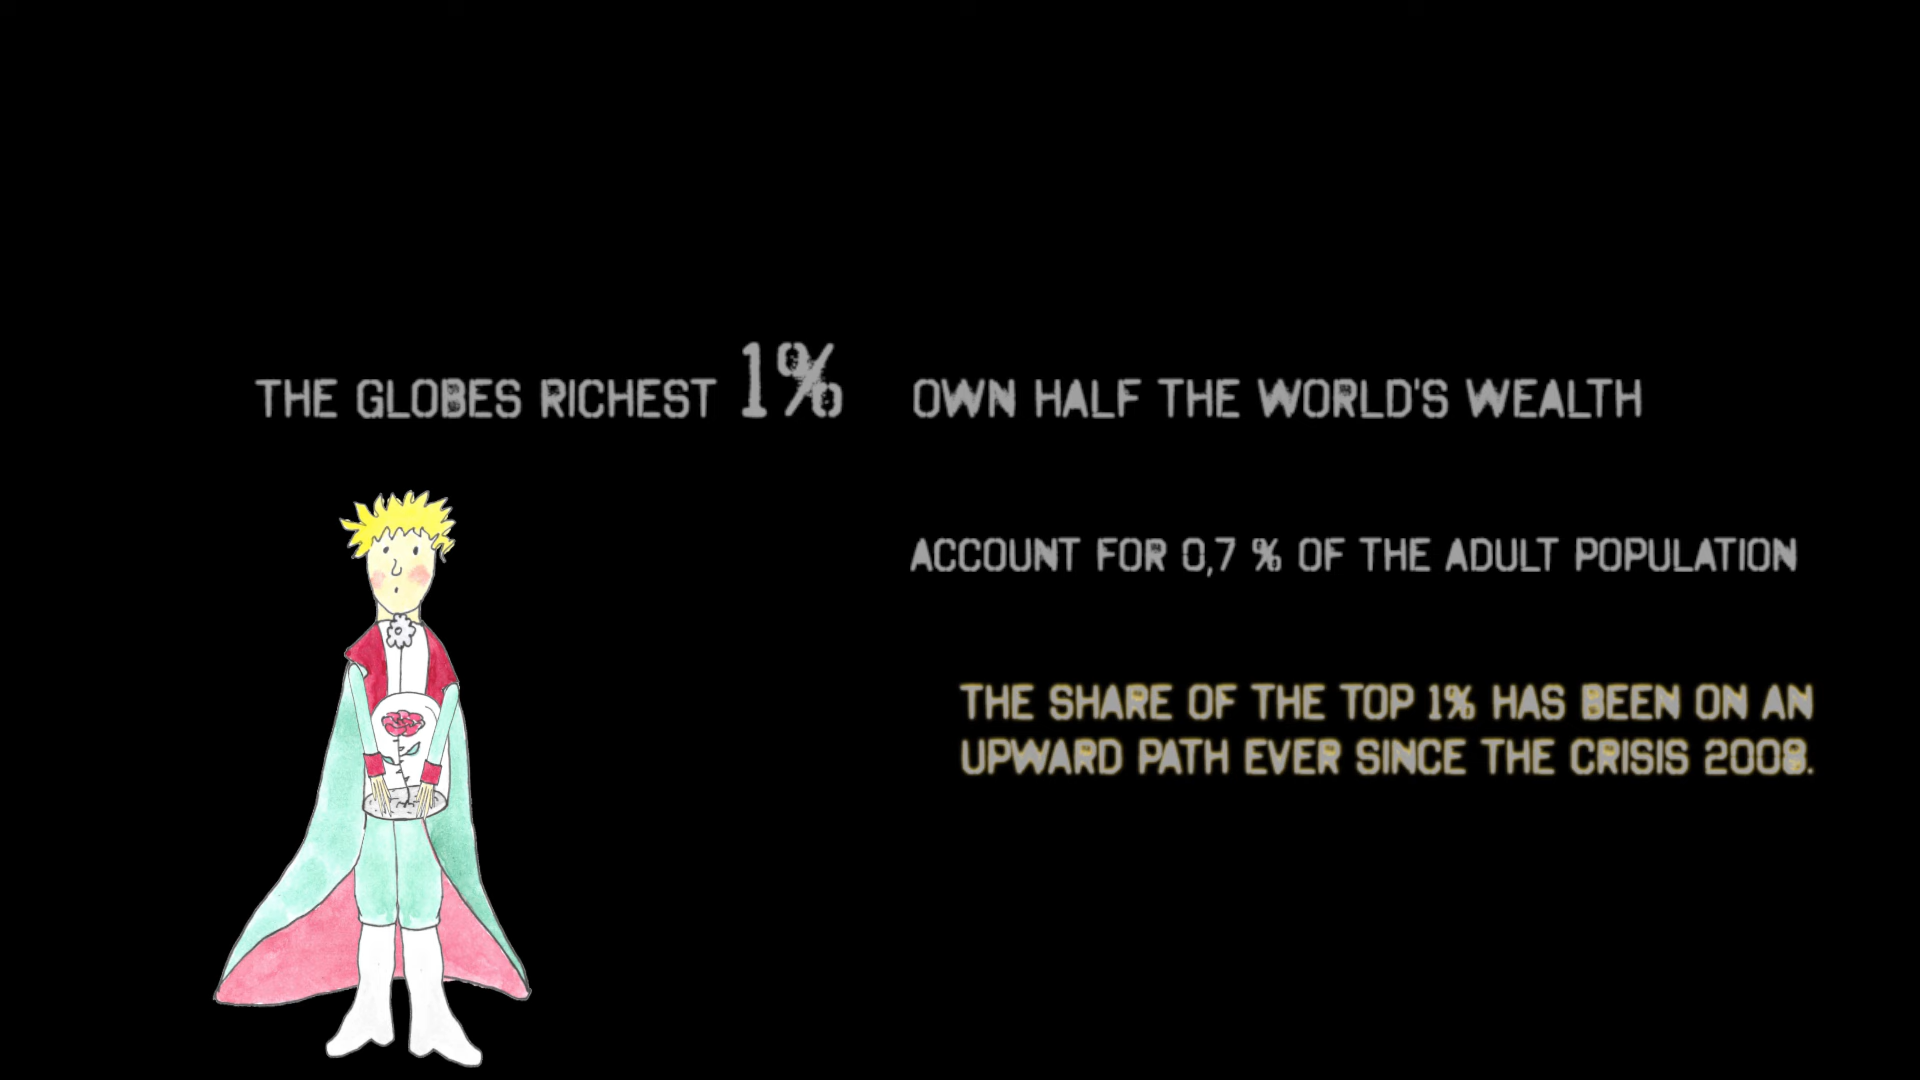 THE GLOBES RICHEST 1% OWN HALF THE WORLD'S WEALTH
ACCOUNT FOR 0,7 % OF THE ADULT POPULATION
THE SHARE OF THE TOP 1% HAS BEEN ON AN
UPWARD PATH EVER SINCE THE CRISIS 2008.